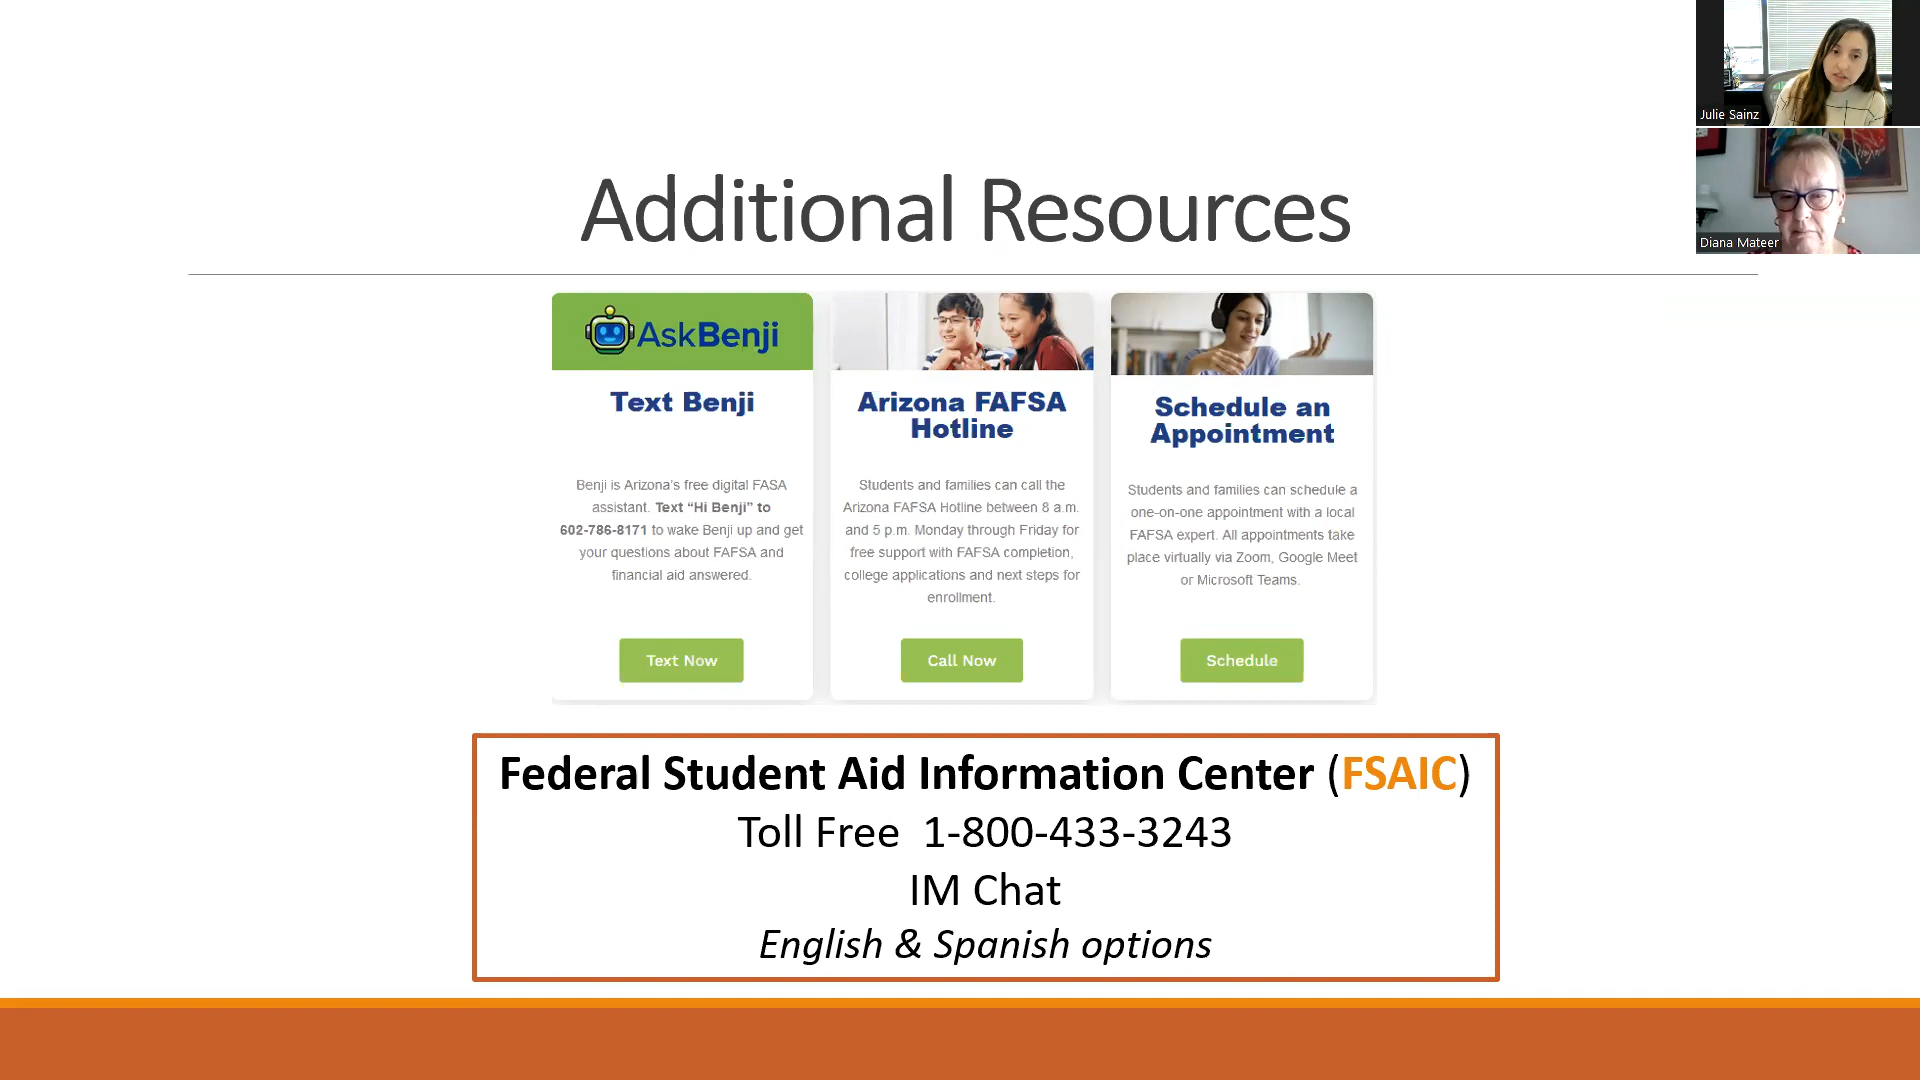 Julie Sainz
Diana Mateer
Additional Resources
AskBenji
Text Benji
Benji is Arizona's free digital FASA
assistant. Text “Hi Benji” to
602-786-8171 to wake Benji up and get
your questions about FAFSA and
financial aid answered.
Text Now
Arizona FAFSA
Hotline
Students and families can call the
Arizona FAFSA Hotline between 8 a.m.
and 5 p.m. Monday through Friday for
free support with FAFSA completion,
college applications and next steps for
enrollment.
Call Now
Schedule an
Appointment
Students and families can schedule a
one-on-one appointment with a local
FAFSA expert. All appointments take
place virtually via Zoom, Google Meet
or Microsoft Teams.
Schedule
Federal Student Aid Information Center (FSAIC)
Toll Free 1-800-433-3243
IM Chat
English & Spanish options